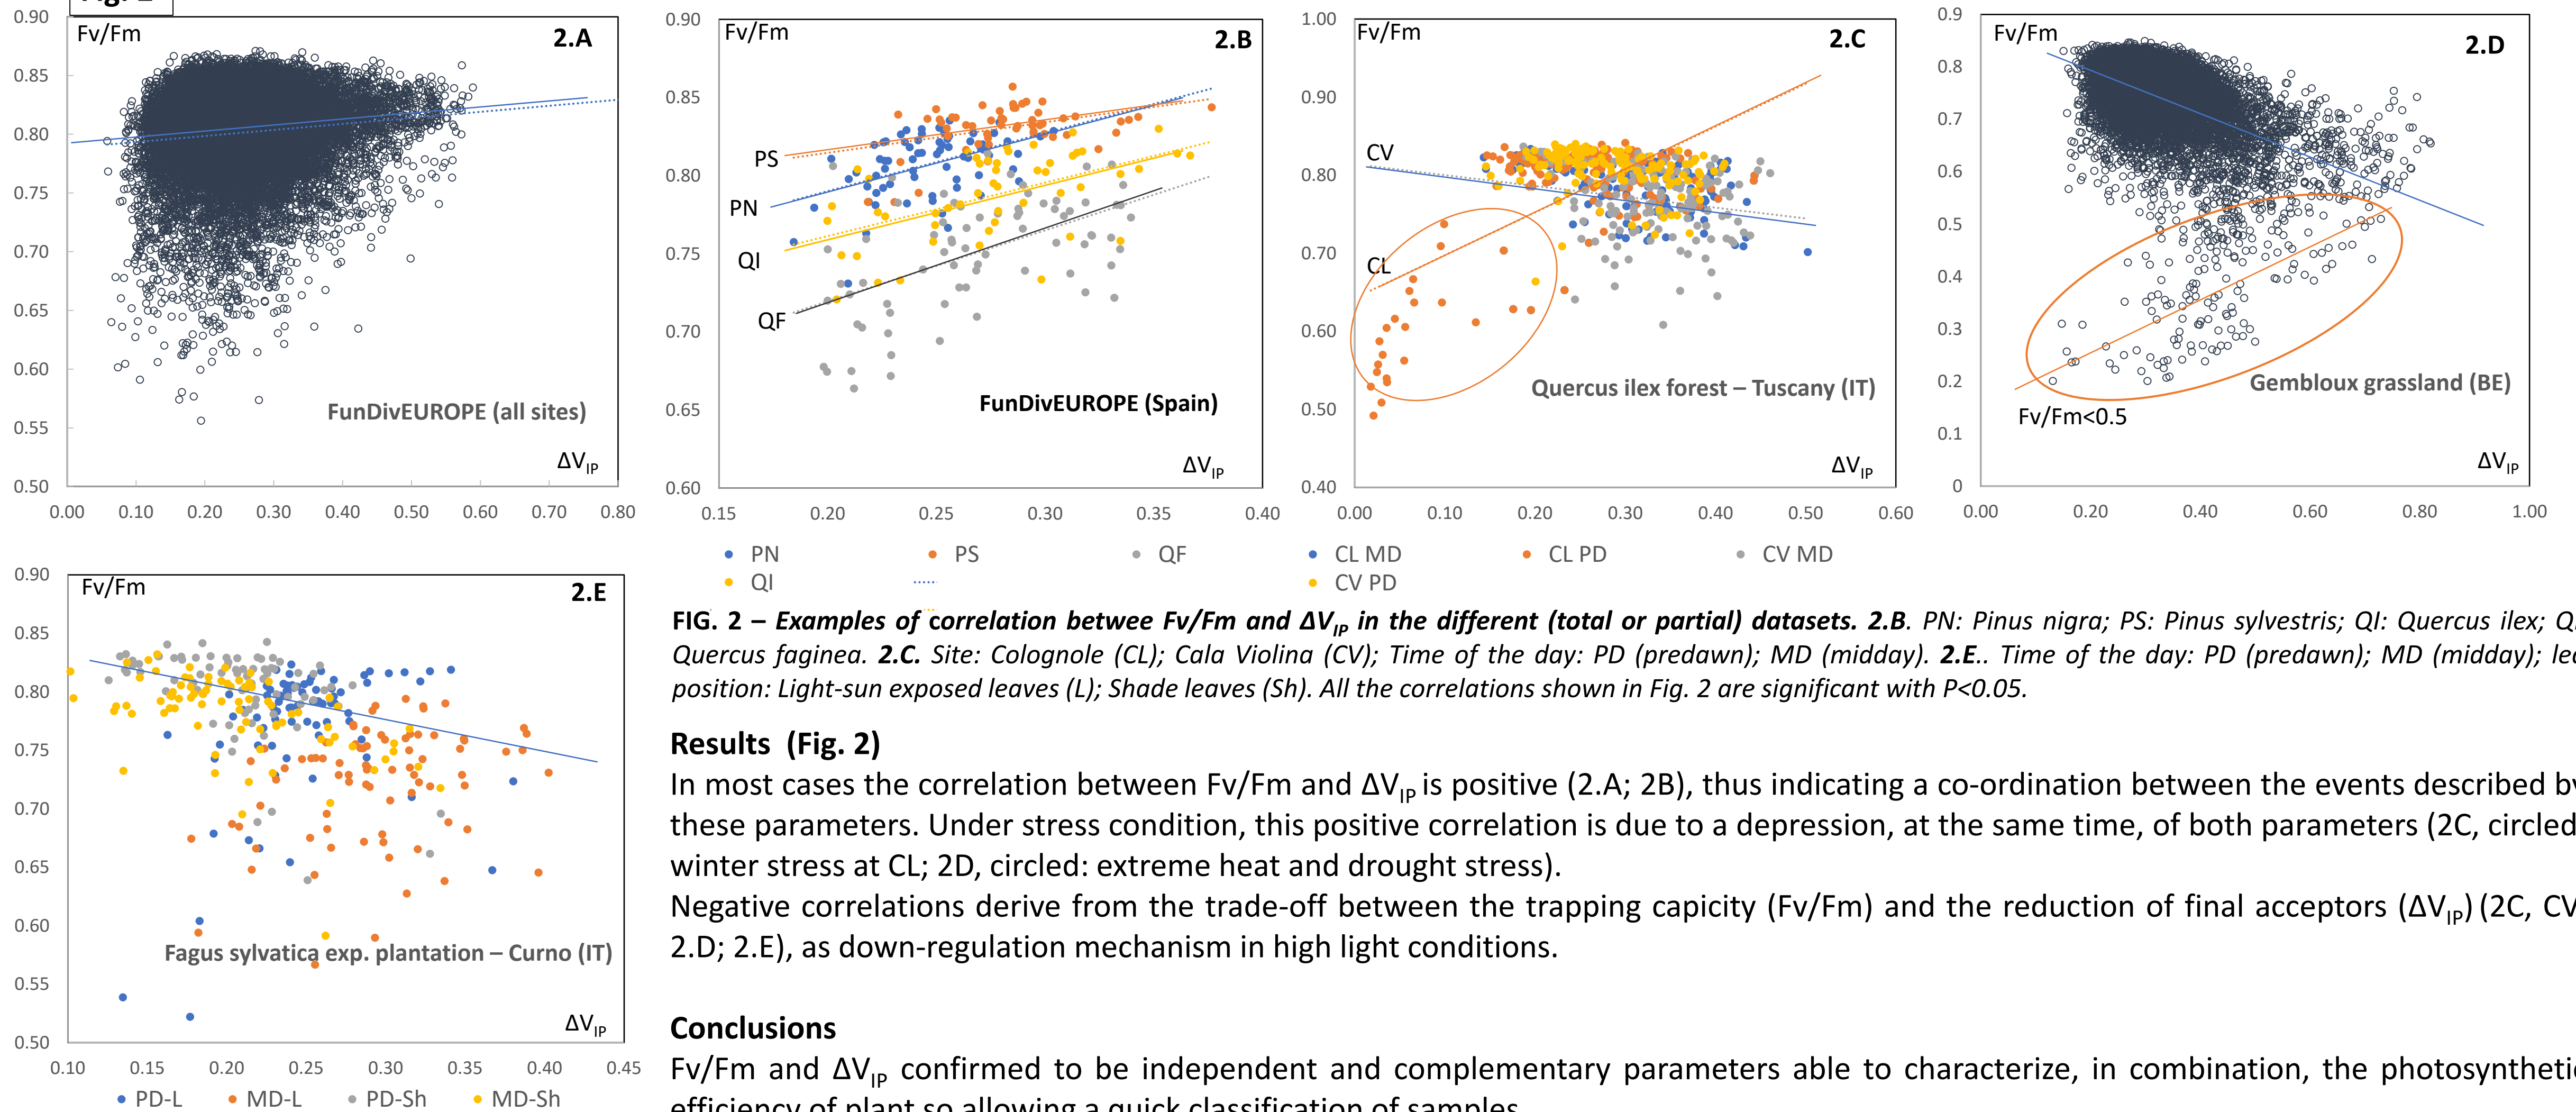 Fig. 2
0.90
0.85
0.80
0.75
0.70
0.65
0.60
0.55
0.50
Fv/Fm
2.A
FunDivEUROPE (all sites)
ΔVIP
0.00 0.10 0.20 0.30 0.40 0.50 0.60 0.70 0.80
0.90
0.85
0.80
0.75
0.70
0.65
0.60
Fv/Fm
2.B
PS
PN
QI
QF
FunDivEUROPE (Spain)
ΔVIP
0.15 0.20 0.25 0.30 0.35 0.40
PN PS QF
QI
1.00
0.90
0.80
0.70
0.60
0.50
0.40
Fv/Fm
2.C
CV
CL
Quercus ilex forest – Tuscany (IT)
ΔVIP
0.00 0.10 0.20 0.30 0.40 0.50 0.60
CL MD CL PD CV MD
CV PD
0.9
0.8
0.7
0.6
0.5
0.4
0.3
0.2
0.1
0
Fv/Fm
2.D
Gembloux grassland (BE)
Fv/Fm<0.5
ΔVIP
0.00 0.20 0.40 0.60 0.80 1.00
0.90
0.85
0.80
0.75
0.70
0.65
0.60
0.55
0.50
Fv/Fm
2.E
Fagus sylvatica exp. plantation – Curno (IT)
ΔVIP
0.10 0.15 0.20 0.25 0.30 0.35 0.40 0.45
PD-L MD-L PD-Sh MD-Sh
FIG. 2 – Examples of correlation betwee Fv/Fm and ΔVIP in the different (total or partial) datasets. 2.B. PN: Pinus nigra; PS: Pinus sylvestris; QI: Quercus ilex;
Quercus faginea. 2.C. Site: Colognole (CL); Cala Violina (CV); Time of the day: PD (predawn); MD (midday). 2.E.. Time of the day: PD (predawn); MD (midday);
position: Light-sun exposed leaves (L); Shade leaves (Sh). All the correlations shown in Fig. 2 are significant with P<0.05.
Results (Fig. 2)
In most cases the correlation between Fv/Fm and ΔVIP is positive (2.A; 2B), thus indicating a co-ordination between the events described by
these parameters. Under stress condition, this positive correlation is due to a depression, at the same time, of both parameters (2C, circled
winter stress at CL; 2D, circled: extreme heat and drought stress).
Negative correlations derive from the trade-off between the trapping capicity (Fv/Fm) and the reduction of final acceptors (ΔVIP) (2C, CV
2.D; 2.E), as down-regulation mechanism in high light conditions.
Conclusions
Fv/Fm and ΔVIP confirmed to be independent and complementary parameters able to characterize, in combination, the photosynthetic
efficiency of plant so allowing a quick classification of samples